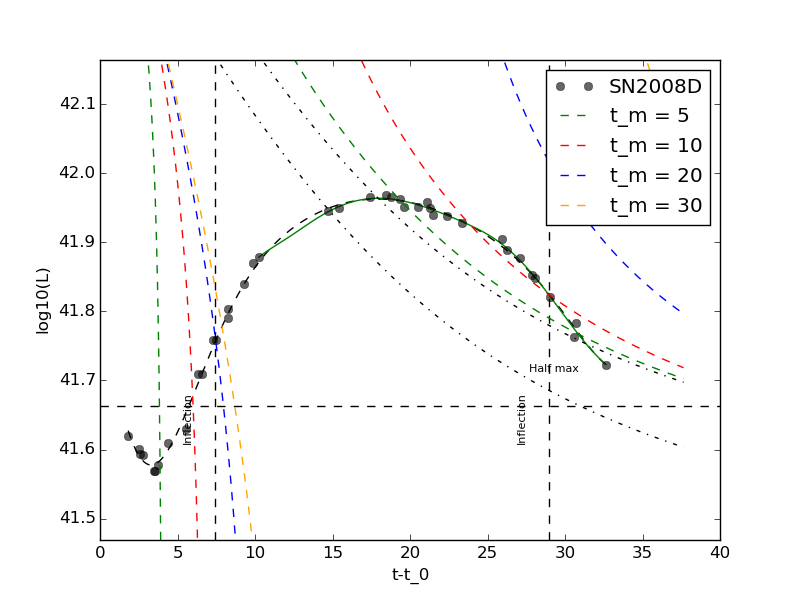 SN2008D
t_m = 5
t_m = 10
t_m = 20
t_m = 30
42.1
42.0
41.9
41.8
41.7
41.6
41.5
log10(L)
Half max
Inflection
Inflection
0
5
10
15
20
25
30
35
40
t-t_0